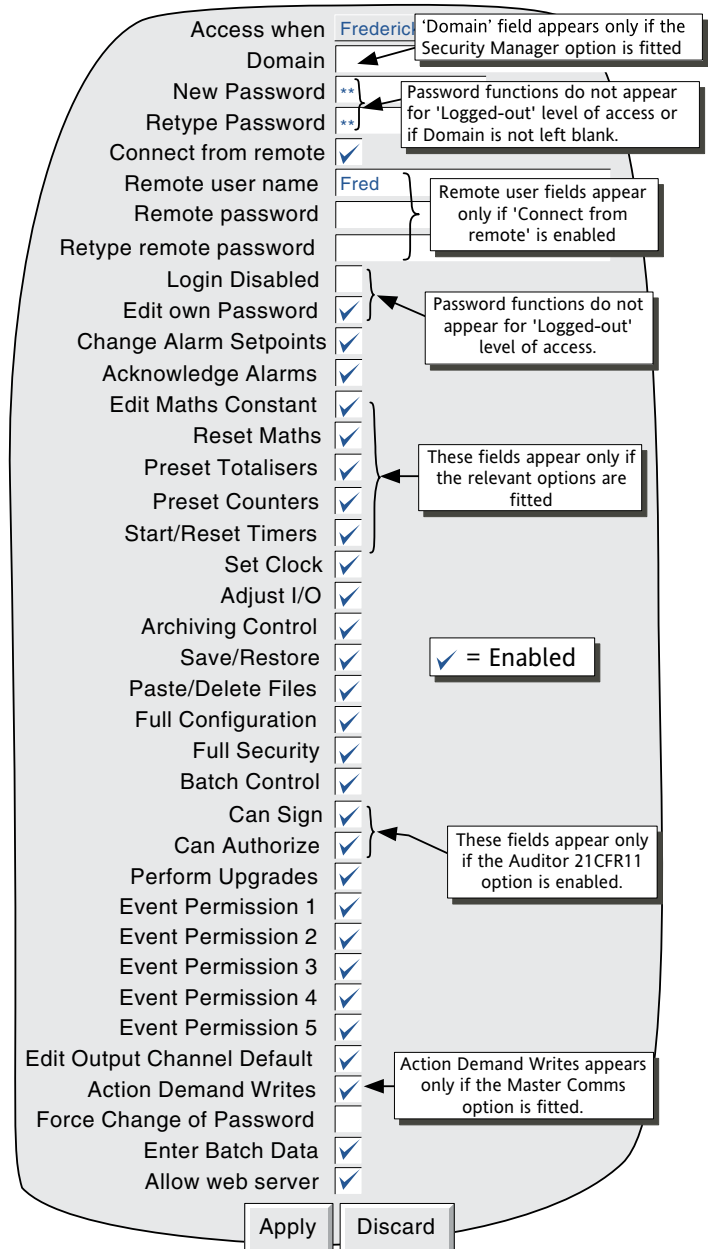 Access when Frederick
'Domain' field appears only if the
Security Manager option is fitted
Domain
New Password **
Retype Password **
Password functions do not appear
for 'Logged-out' level of access or
if Domain is not left blank.
Connect from remote
Remote user name Fred
Remote password
Retype remote password
Remote user fields appear
only if 'Connect from
remote' is enabled
Login Disabled
Edit own Password
Password functions do not
appear for 'Logged-out'
level of access.
Change Alarm Setpoints
Acknowledge Alarms
Edit Maths Constant
Reset Maths
Preset Totalisers
Preset Counters
Start/Reset Timers
These fields appear only if
the relevant options are
fitted
Set Clock
Adjust I/O
Archiving Control
Save/Restore
= Enabled
Paste/Delete Files
Full Configuration
Full Security
Batch Control
Can Sign
Can Authorize
These fields appear only
if the Auditor 21CFR11
option is enabled.
Perform Upgrades
Event Permission 1
Event Permission 2
Event Permission 3
Event Permission 4
Event Permission 5
Edit Output Channel Default
Action Demand Writes
Action Demand Writes appears
only if the Master Comms
option is fitted.
Force Change of Password
Enter Batch Data
Allow web server
Apply Discard